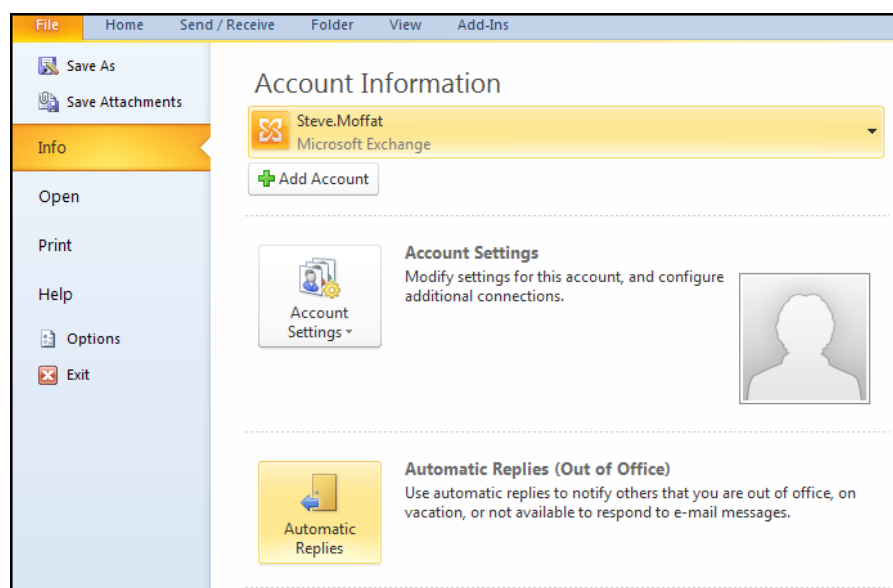 File Home Send / Receive Folder View Add-Ins
Save As
Save Attachments
Info
Open
Print
Help
Options
Exit
Account Information
Steve.Moffat
Microsoft Exchange
Add Account
Account Settings
Account Settings
Modify settings for this account, and configure
additional connections.
Automatic Replies
Automatic Replies (Out of Office)
Use automatic replies to notify others that you are out of office, on
vacation, or not available to respond to e-mail messages.